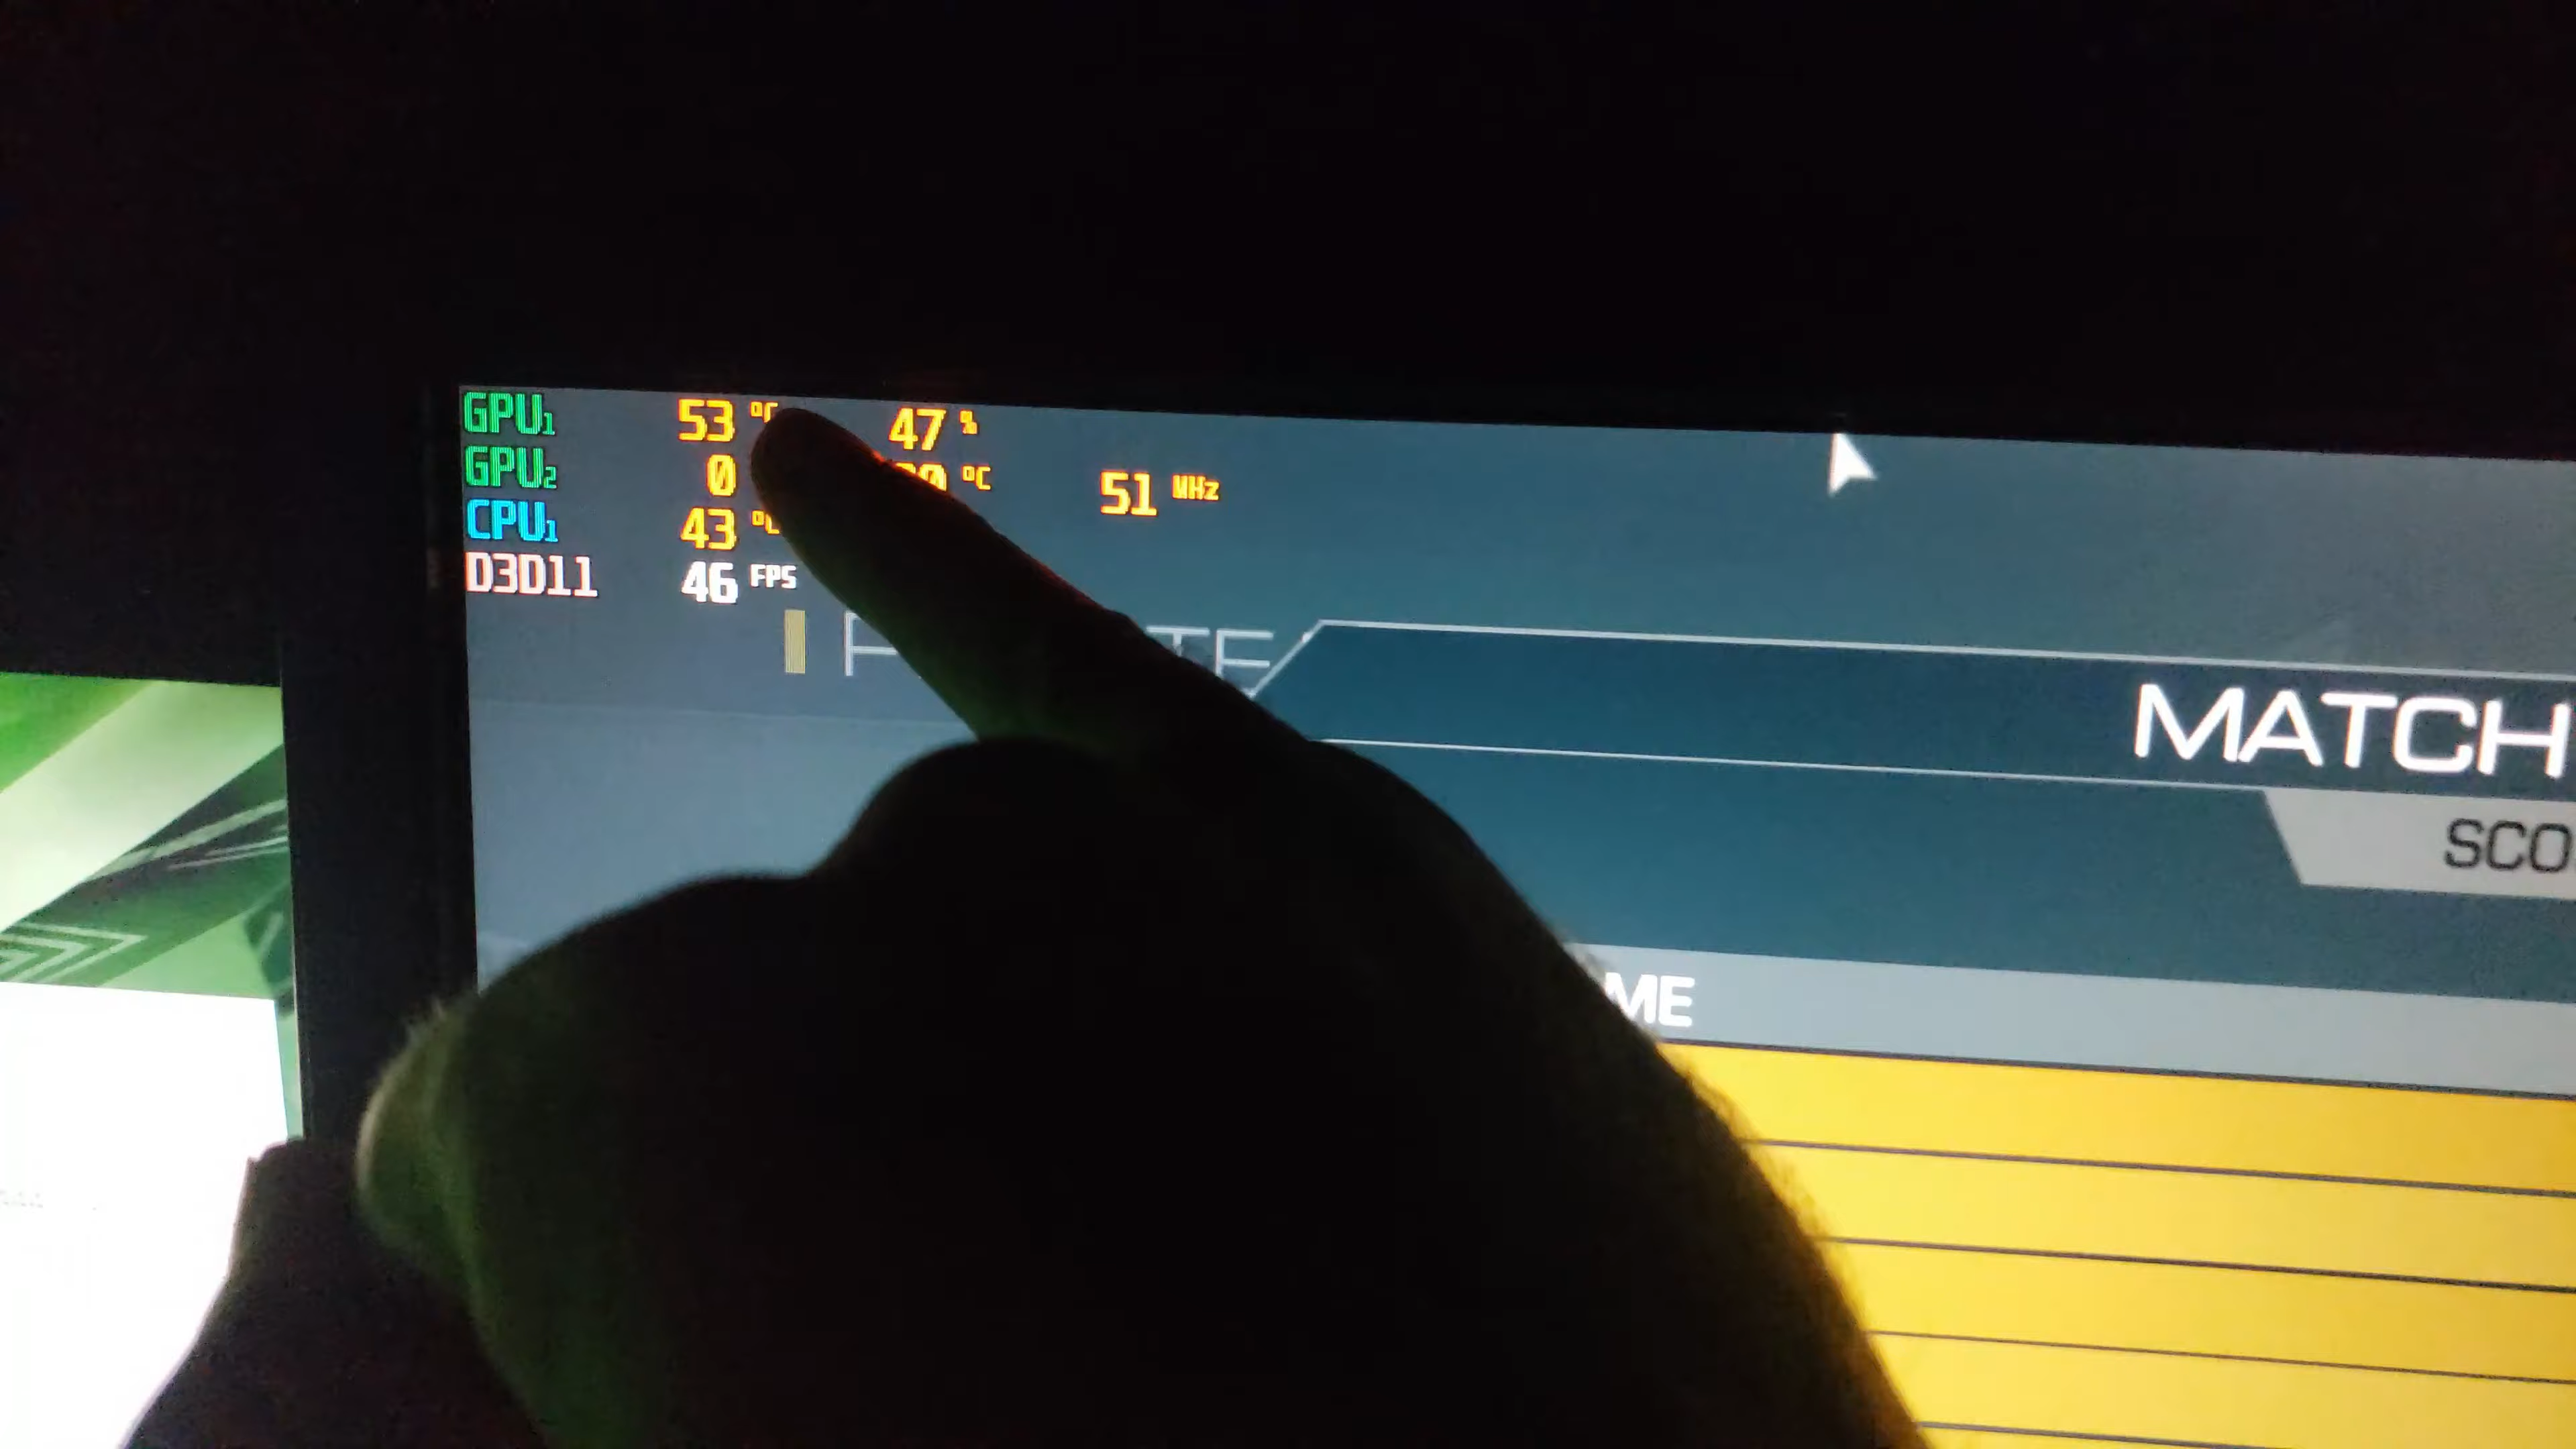 GPU1 53 °C 47 %
GPU2 0 °C 51 MHz
CPU1 43 °C
D3D11 46 FPS
MATCH
SCO
ME